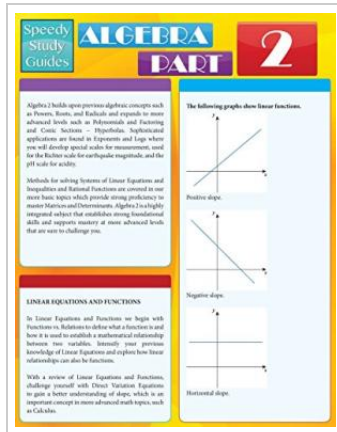 Speedy
Study
Guides
ALGEBRA
PART
2
Algebra 2 builds upon previous algebraic concepts such
as Powers, Roots, and Radicals and expands to more
advanced levels such as Polynomials and Factoring
and Conic Sections – Hyperbolas. Sophisticated
applications are found in Exponents and Logs where
you will develop special scales for measurement, used
for the Richter scale for earthquake magnitude, and the
pH scale for acidity.
Methods for solving Systems of Linear Equations and
Inequalities and Rational Functions are covered in our
more basic topics which provide strong proficiency to
master Matrices and Determinants. Algebra 2 is a highly
integrated subject that establishes strong foundational
skills and supports mastery at more advanced levels
that are sure to challenge you.
LINEAR EQUATIONS AND FUNCTIONS
In Linear Equations and Functions we begin with
Functions vs. Relations to define what a function is and
how it is used to establish a mathematical relationship
between two variables. Intensify your previous
knowledge of Linear Equations and explore how linear
relationships can also be functions.
With a review of Linear Equations and Functions,
challenge yourself with Direct Variation Equations
to gain a better understanding of slope, which is an
important concept in more advanced math topics, such
as Calculus.
The following graphs show linear functions.
Positive slope.
Negative slope.
Horizontal slope.